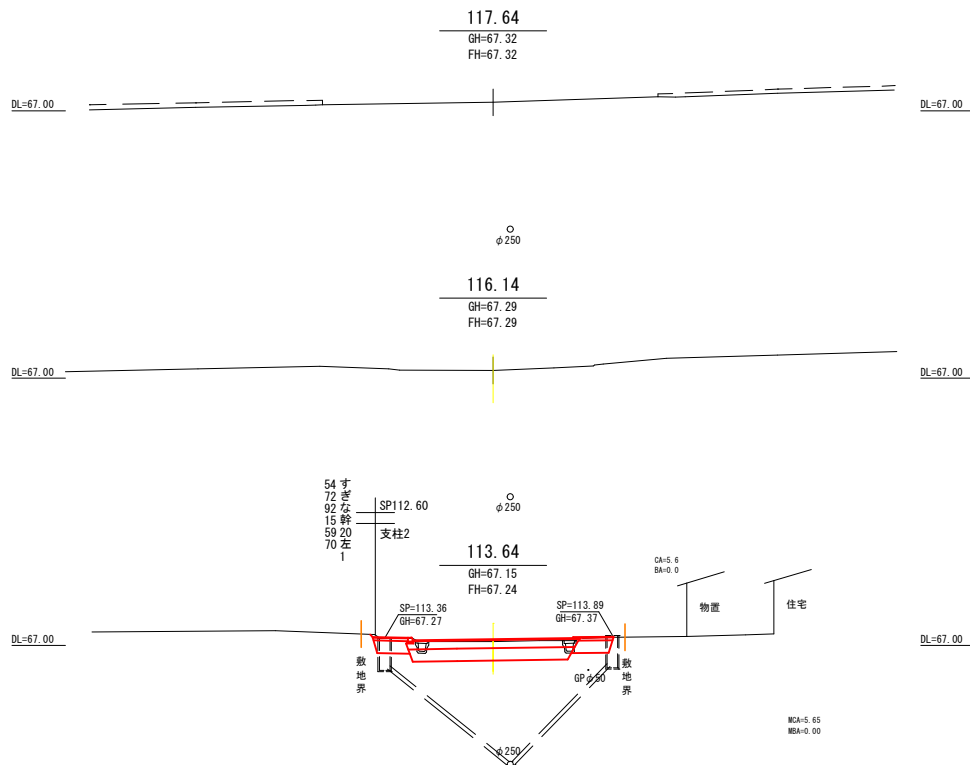 117.64
GH=67.32
FH=67.32
DL=67.00
DL=67.00
φ250
116.14
GH=67.29
FH=67.29
DL=67.00
DL=67.00
φ250
すぎな幹20左1
54
72
92
15
59
70
SP112.60
支柱2
113.64
GH=67.15
FH=67.24
CA=5.6
BA=0.0
SP=113.36
GH=67.27
SP=113.89
GH=67.37
物置
住宅
DL=67.00
DL=67.00
敷地界
敷地界
GPφ50
φ250
MCA=5.65
MBA=0.00